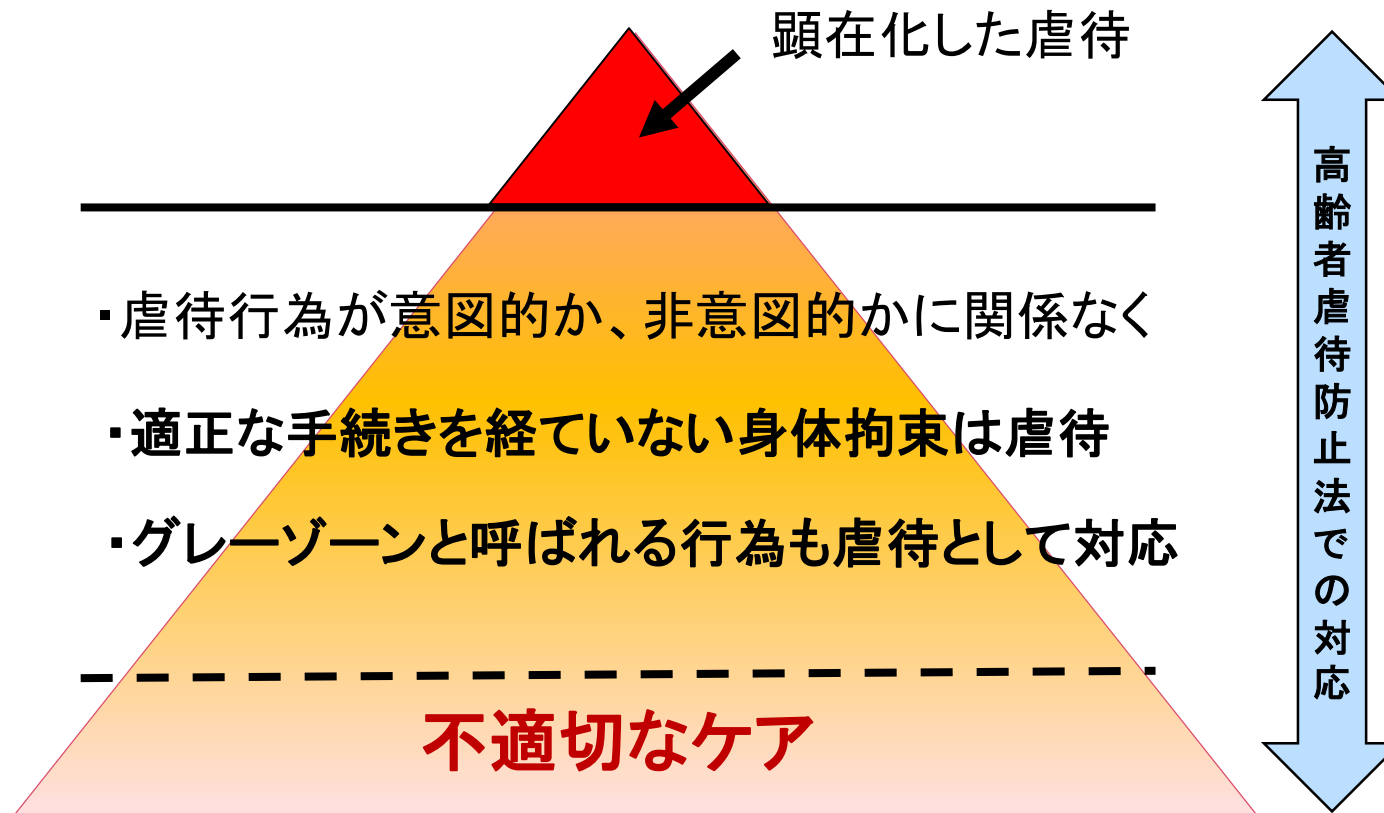 顕在化した虐待
・虐待行為が意図的か、非意図的かに関係なく
・適正な手続きを経ていない身体拘束は虐待
・グレーゾーンと呼ばれる行為も虐待として対応
不適切なケア
高齢者虐待防止法での対応